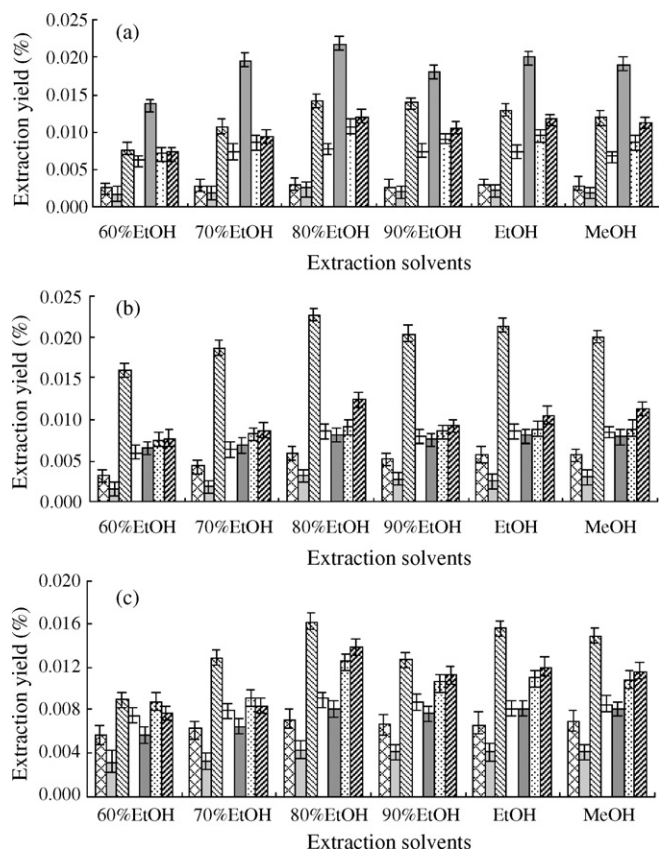 (a)
Extraction yield (%)
0.025
0.020
0.015
0.010
0.005
0.000
60%EtOH 70%EtOH 80%EtOH 90%EtOH EtOH MeOH
Extraction solvents
(b)
Extraction yield (%)
0.025
0.020
0.015
0.010
0.005
0.000
60%EtOH 70%EtOH 80%EtOH 90%EtOH EtOH MeOH
Extraction solvents
(c)
Extraction yield (%)
0.020
0.016
0.012
0.008
0.004
0.000
60%EtOH 70%EtOH 80%EtOH 90%EtOH EtOH MeOH
Extraction solvents